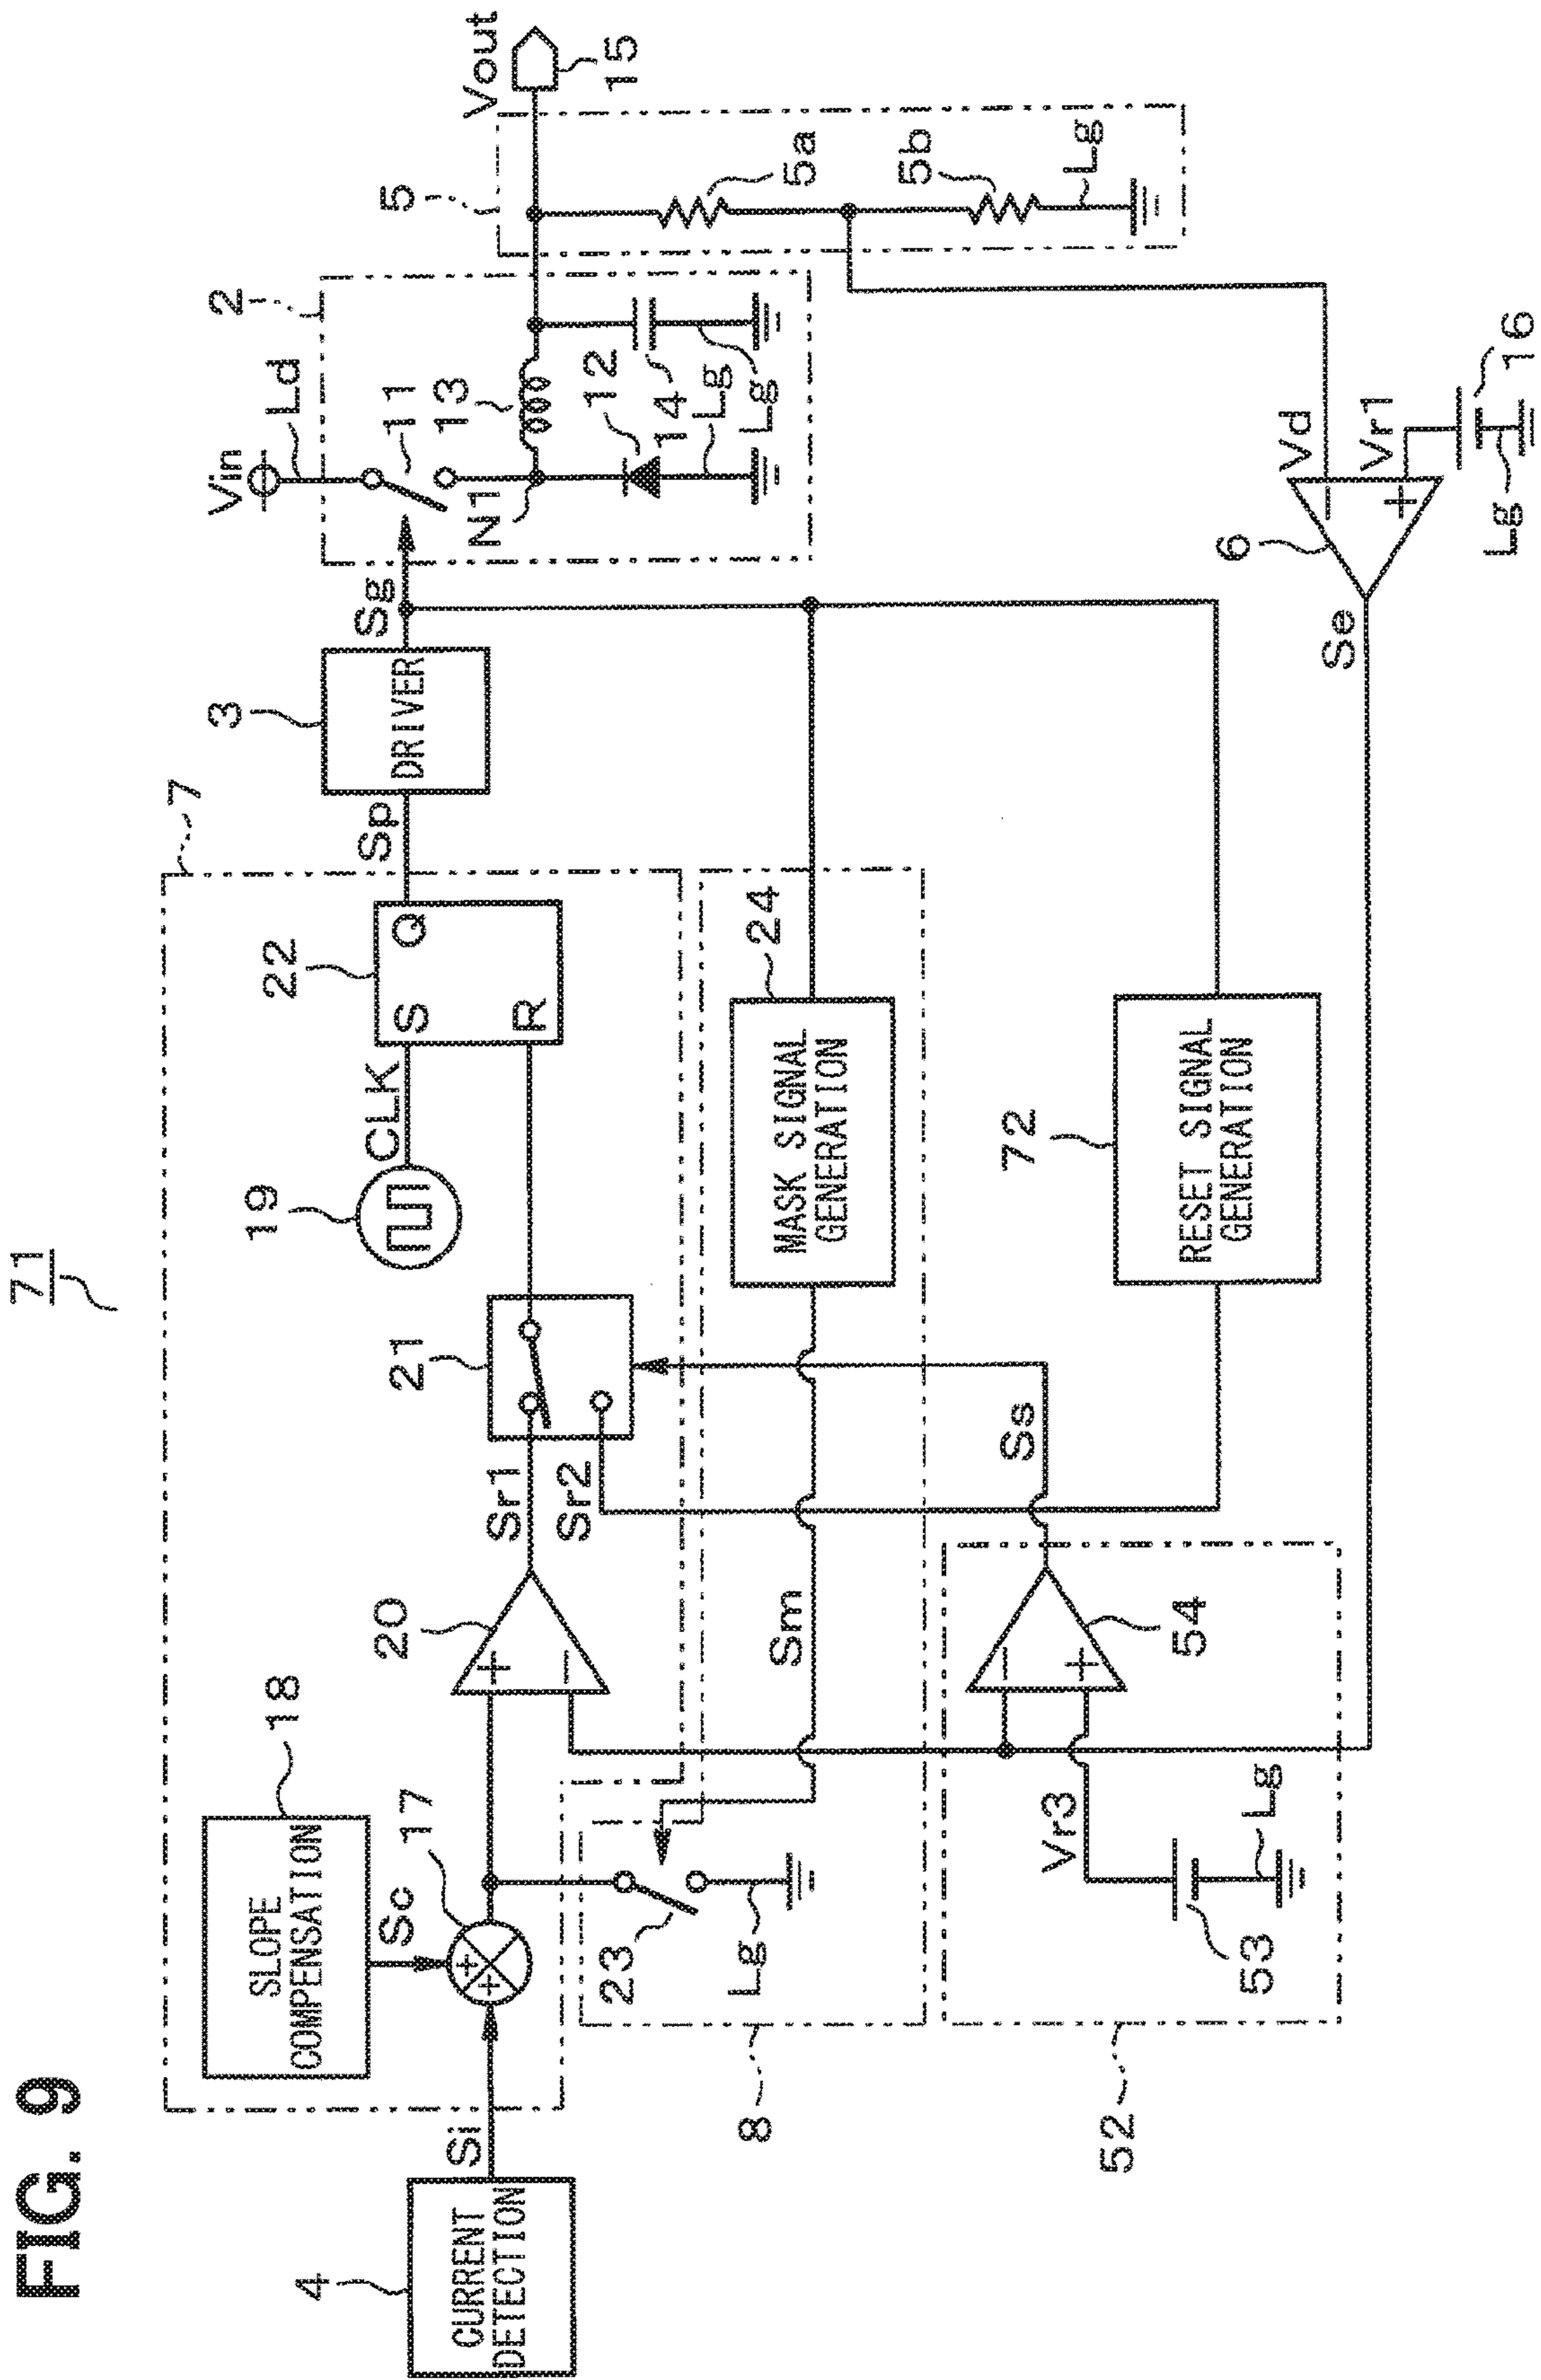 FIG. 9
71
4
CURRENT
DETECTION
Si
SLOPE
COMPENSATION
18
Sc
17
+
+
20
+
−
Sr1
Sr2
21
19
CLK
22
S
R
Q
7
Sp
3
DRIVER
Sg
Vin
Ld
2
11
N1
13
12
14
Lg
Lg
5
Vout
15
5a
5b
Lg
8
23
Lg
Sm
MASK SIGNAL
GENERATION
24
52
53
Lg
Vr3
54
−
+
Ss
72
RESET SIGNAL
GENERATION
Se
6
−
+
Vd
Vr1
16
Lg